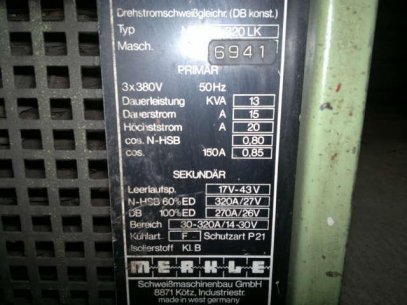 Drehstromschweißgleichr. (DB konst.)
Typ 320 LK
Masch. 6941
PRIMÄR
3x380V 50Hz
Dauerleistung KVA 13
Dauerstrom A 15
Höchststrom A 20
cos. N-HSB 0,80
cos. 150A 0,85
SEKUNDÄR
Leerlaufsp. 17V-43V
N-HSB 60% ED 320A/27V
DB 100% ED 270A/26V
Bereich 30-320A/14-30V
Kühlart F Schutzart P21
Isolierstoff Kl. B
MERKLE
Schweißmaschinenbau GmbH
8871 Kötz, Industriestr.
made in west germany